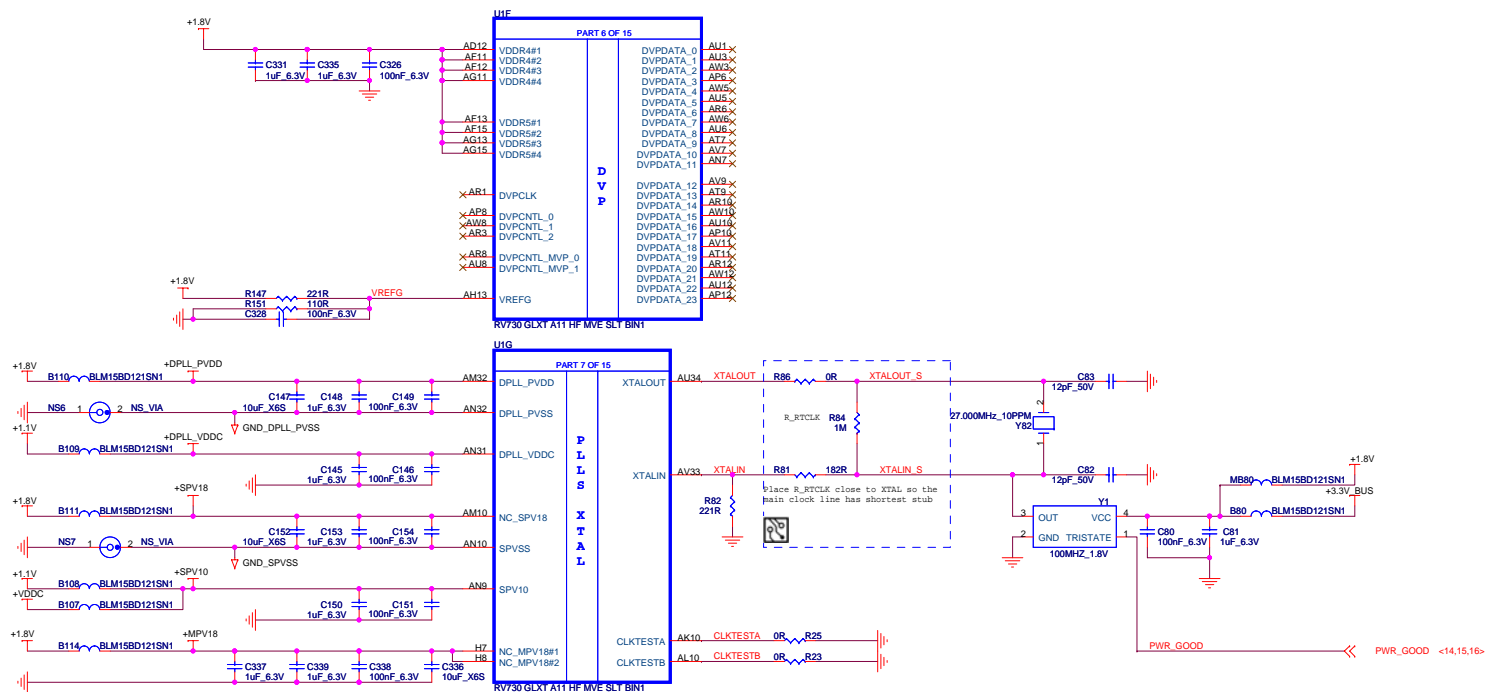 U1F
+1.8V
PART 6 OF 15
AD12 VDDR4#1
AF11 VDDR4#2
AF12 VDDR4#3
AG11 VDDR4#4
C331 1uF_6.3V
C335 1uF_6.3V
C326 100nF_6.3V
AF13 VDDR5#1
AF15 VDDR5#2
AG13 VDDR5#3
AG15 VDDR5#4
DVP
AR1 DVPCLK
AP8 DVPCNTL_0
AW8 DVPCNTL_1
AR3 DVPCNTL_2
AR8 DVPCNTL_MVP_0
AU8 DVPCNTL_MVP_1
+1.8V
R147 221R VREFG AH13 VREFG
R151 110R
C328 100nF_6.3V
DVPDATA_0 AU1
DVPDATA_1 AU3
DVPDATA_2 AW3
DVPDATA_3 AP6
DVPDATA_4 AW5
DVPDATA_5 AU5
DVPDATA_6 AR6
DVPDATA_7 AW6
DVPDATA_8 AU6
DVPDATA_9 AT7
DVPDATA_10 AV7
DVPDATA_11 AN7
DVPDATA_12 AV9
DVPDATA_13 AT9
DVPDATA_14 AR10
DVPDATA_15 AW10
DVPDATA_16 AU10
DVPDATA_17 AP10
DVPDATA_18 AV11
DVPDATA_19 AT11
DVPDATA_20 AR12
DVPDATA_21 AW12
DVPDATA_22 AU12
DVPDATA_23 AP12
RV730 GLXT A11 HF MVE SLT BIN1
U1G
PART 7 OF 15
+1.8V
B110 BLM15BD121SN1
+DPLL_PVDD
AM32 DPLL_PVDD
C147 10uF_X6S
C148 1uF_6.3V
C149 100nF_6.3V
NS6 1 2 NS_VIA
GND_DPLL_PVSS
AN32 DPLL_PVSS
+1.1V
B109 BLM15BD121SN1
+DPLL_VDDC
AN31 DPLL_VDDC
C145 1uF_6.3V
C146 100nF_6.3V
PLLS XTAL
+1.8V
B111 BLM15BD121SN1
+SPV18
AM10 NC_SPV18
C152 10uF_X6S
C153 1uF_6.3V
C154 100nF_6.3V
NS7 1 2 NS_VIA
GND_SPVSS
AN10 SPVSS
+1.1V
B108 BLM15BD121SN1
+SPV10
AN9 SPV10
+VDDC
B107 BLM15BD121SN1
C150 1uF_6.3V
C151 100nF_6.3V
+1.8V
B114 BLM15BD121SN1
+MPV18
H7 NC_MPV18#1
H8 NC_MPV18#2
C337 1uF_6.3V
C339 1uF_6.3V
C338 100nF_6.3V
C336 10uF_X6S
RV730 GLXT A11 HF MVE SLT BIN1
XTALOUT AU34 XTALOUT R86 0R XTALOUT_S
C83 12pF_50V
R_RTCLK
R84 1M
2
27.000MHz_10PPM
Y82
1
XTALIN AV33 XTALIN R81 182R XTALIN_S
C82 12pF_50V
Place R_RTCLK close to XTAL so the
main clock line has shortest stub
R82 221R
+1.8V
MB80 BLM15BD121SN1
+3.3V_BUS
B80 BLM15BD121SN1
Y1
3 OUT VCC 4
2 GND TRISTATE 1
100MHZ_1.8V
C80 100nF_6.3V
C81 1uF_6.3V
CLKTESTA AK10 CLKTESTA 0R R25
CLKTESTB AL10 CLKTESTB 0R R23
PWR_GOOD
PWR_GOOD <14,15,16>